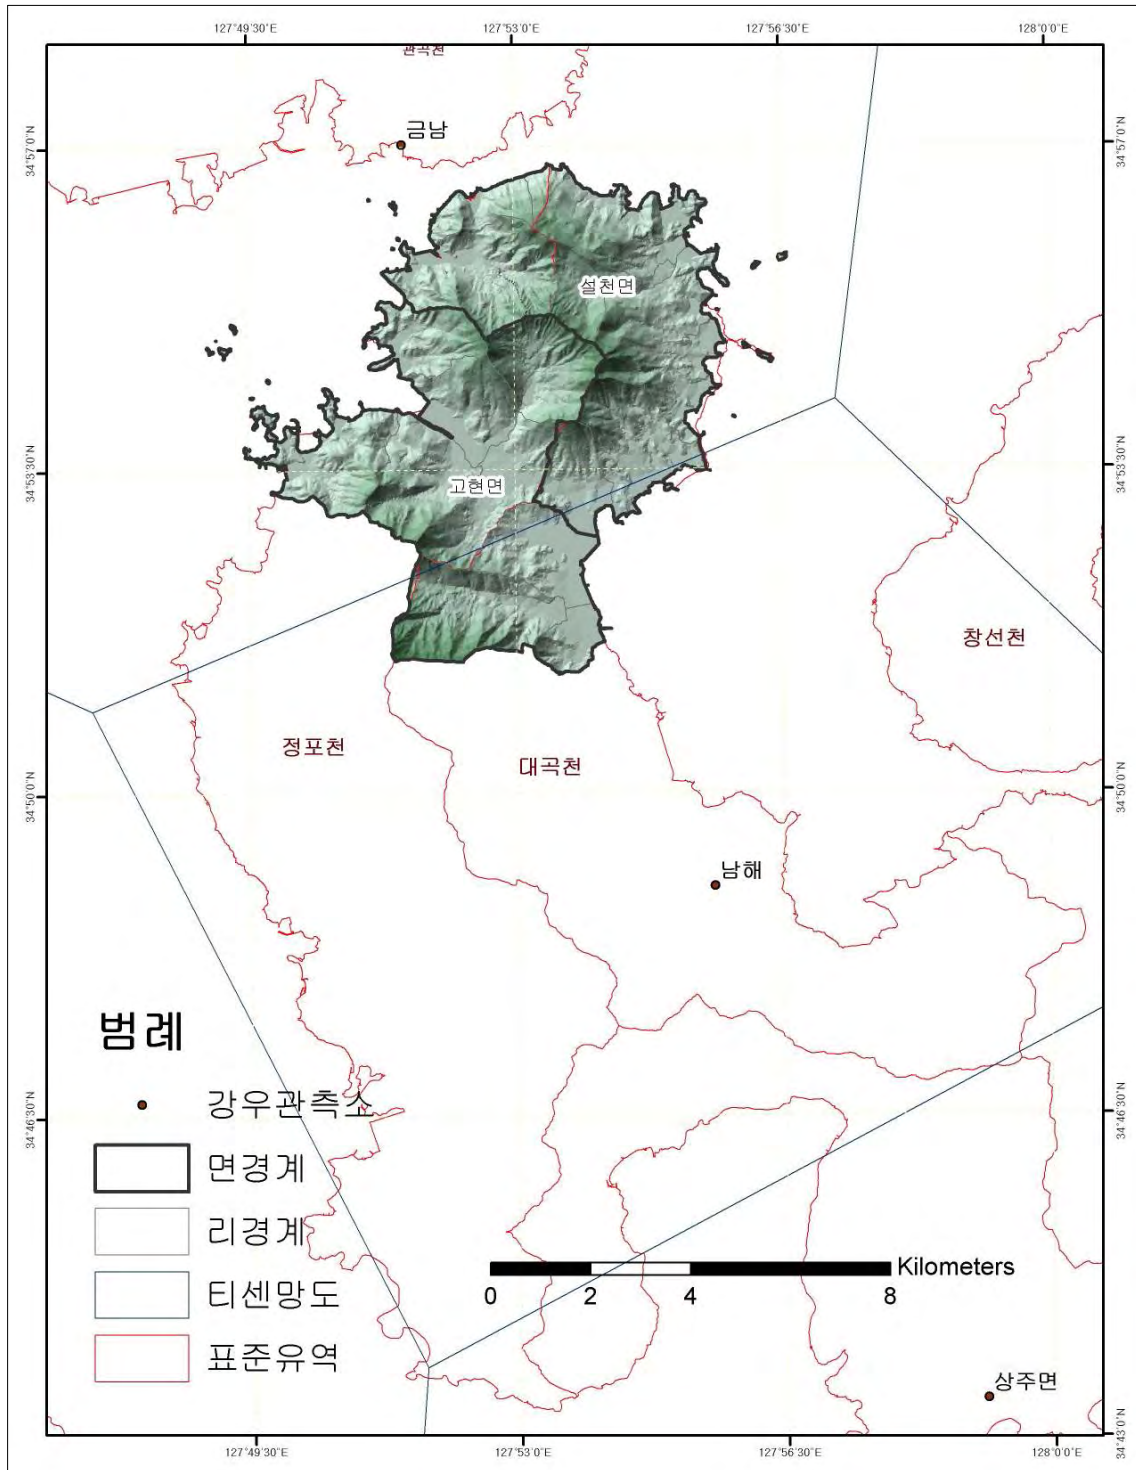 127°49'30"E 127°53'0"E 127°56'30"E 128°0'0"E
관곡천
금남
34°57'0"N 34°57'0"N
설천면
고현면
34°53'30"N 34°53'30"N
창선천
정포천
대곡천
34°50'0"N 34°50'0"N
남해
범례
강우관측소
34°46'30"N 34°46'30"N
면경계
리경계
티센망도
표준유역
Kilometers
0 2 4 8
상주면
34°43'0"N
127°49'30"E 127°53'0"E 127°56'30"E 128°0'0"E